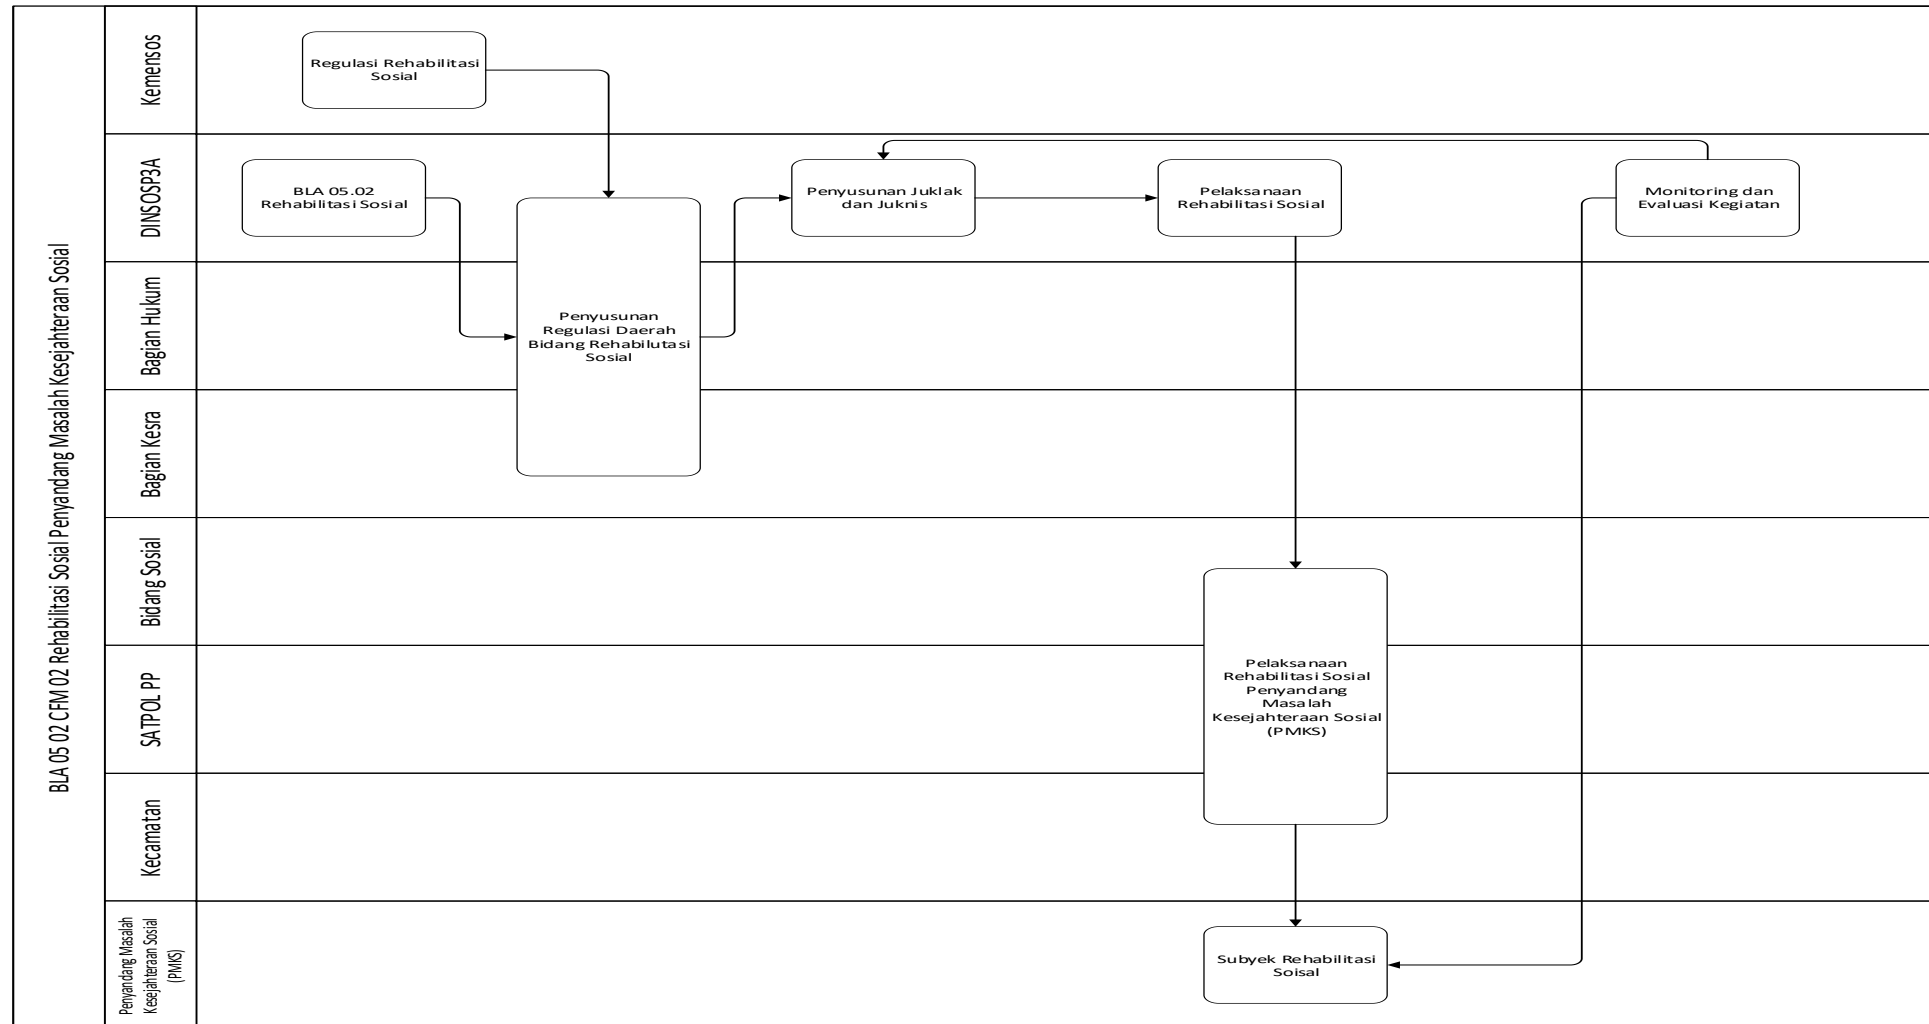 BLA 05 02 CFM 02 Rehabilitasi Sosial Penyandang Masalah Kesejahteraan Sosial
Kemensos
Regulasi Rehabilitasi
Sosial
DINSOSP3A
BLA 05.02
Rehabilitasi Sosial
Penyusunan Juklak
dan Juknis
Pelaksanaan
Rehabilitasi Sosial
Monitoring dan
Evaluasi Kegiatan
Bagian Hukum
Penyusunan
Regulasi Daerah
Bidang Rehabilutasi
Sosial
Bagian Kesra
Bidang Sosial
SATPOL PP
Pelaksanaan
Rehabilitasi Sosial
Penyandang
Masalah
Kesejahteraan Sosial
(PMKS)
Kecamatan
Penyandang Masalah
Kesejahteraan Sosial
(PMKS)
Subyek Rehabilitasi
Soisal